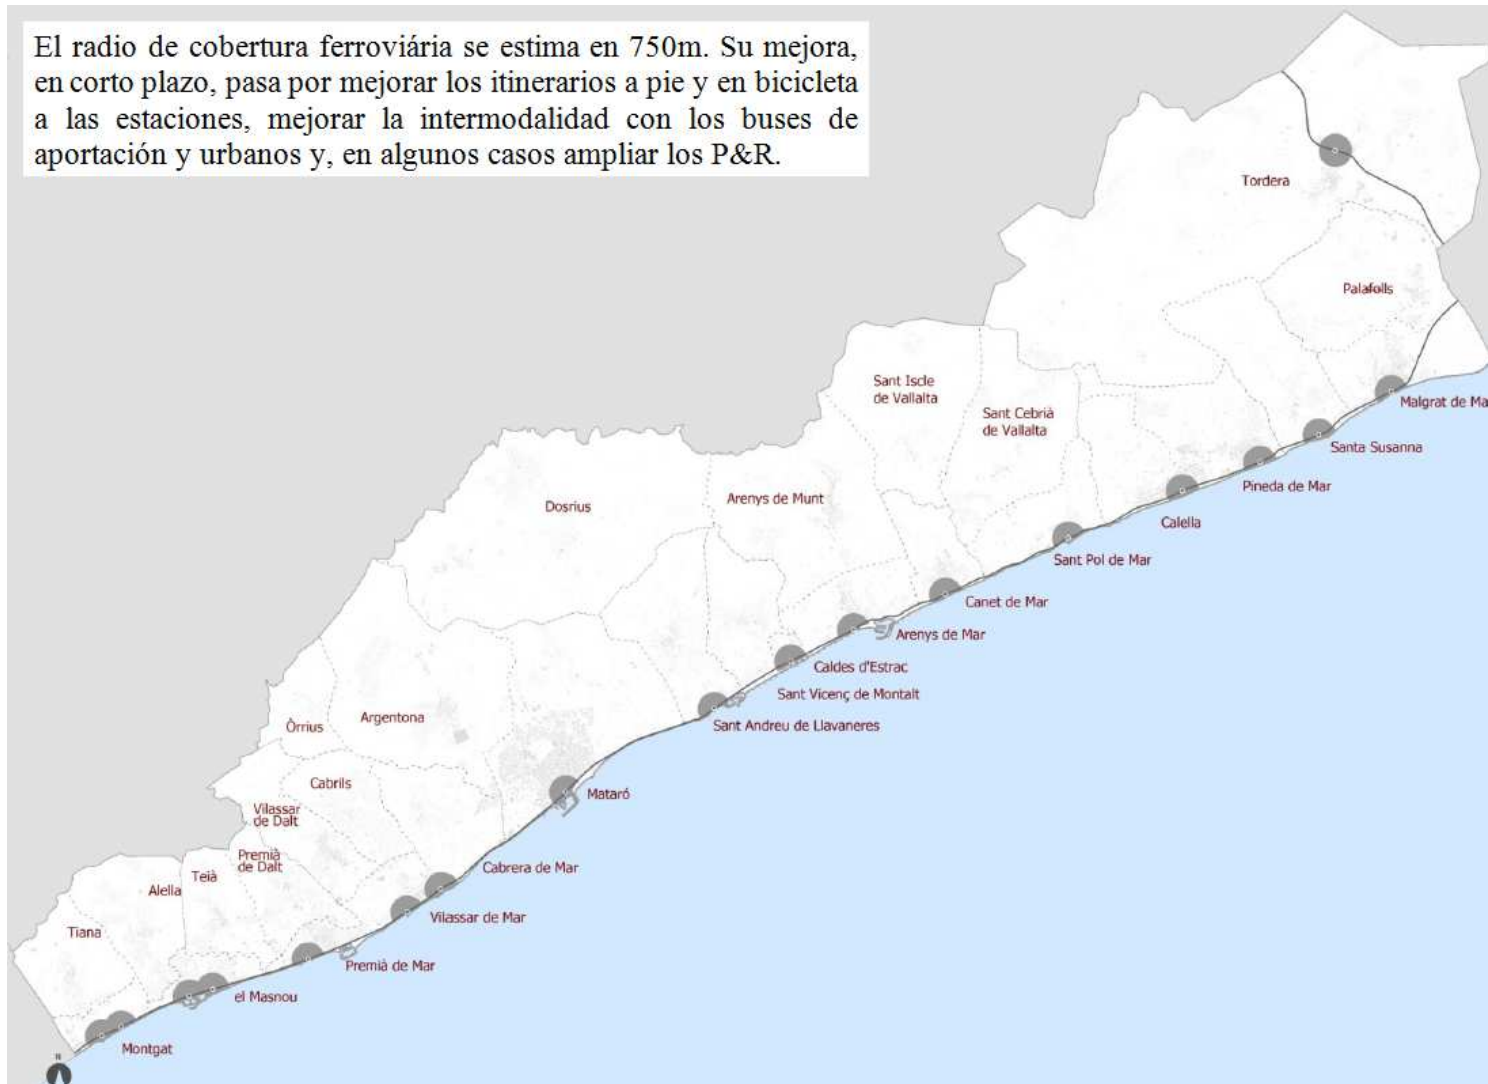 El radio de cobertura ferroviária se estima en 750m. Su mejora,
en corto plazo, pasa por mejorar los itinerarios a pie y en bicicleta
a las estaciones, mejorar la intermodalidad con los buses de
aportación y urbanos y, en algunos casos ampliar los P&R.
Tordera
Palafolls
Sant Iscle
de Vallalta
Sant Cebrià
de Vallalta
Malgrat de Ma
Santa Susanna
Pineda de Mar
Calella
Dosrius
Arenys de Munt
Sant Pol de Mar
Canet de Mar
Arenys de Mar
Caldes d'Estrac
Sant Vicenç de Montalt
Sant Andreu de Llavaneres
Òrrius
Argentona
Cabrils
Mataró
Vilassar
de Dalt
Premià
de Dalt
Teià
Alella
Cabrera de Mar
Vilassar de Mar
Tiana
Premià de Mar
el Masnou
Montgat
N